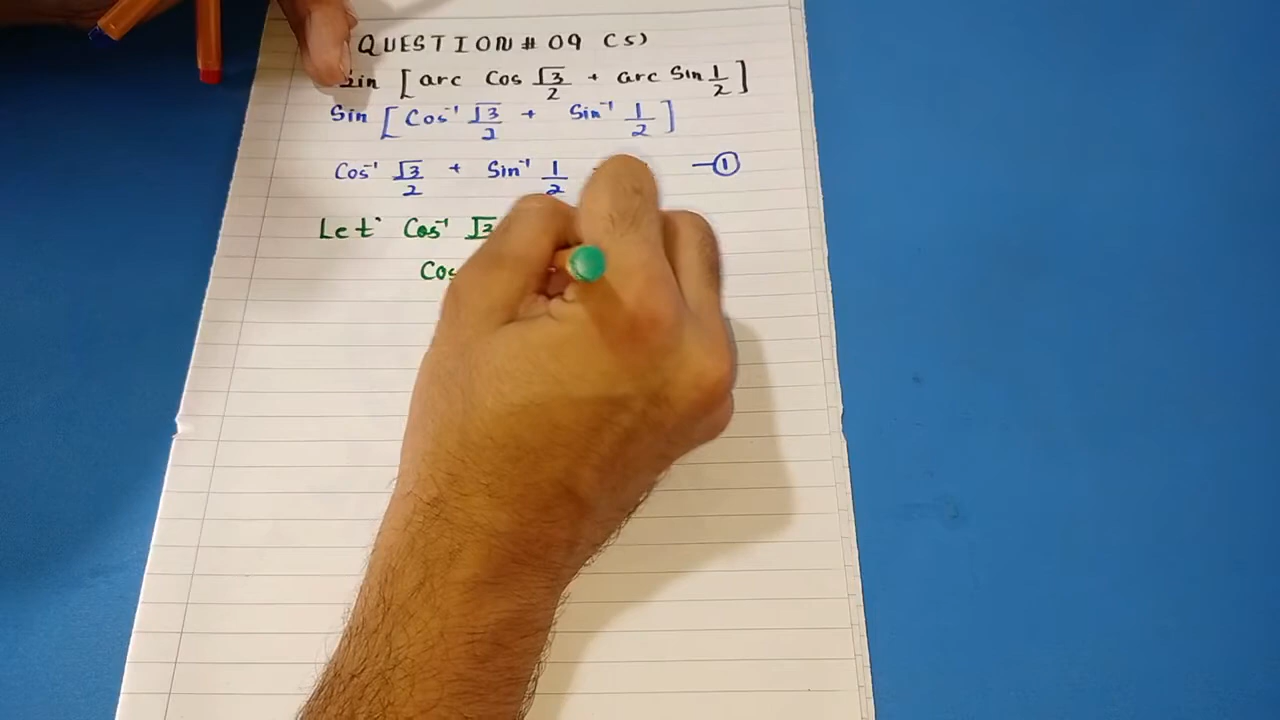 QUESTION # 09 (5)
Sin [arc Cos √3/2 + arc Sin 1/2]
Sin [Cos⁻¹ √3/2 + Sin⁻¹ 1/2]
Cos⁻¹ √3/2 + Sin⁻¹ 1/2 —①
Let Cos⁻¹ √3
Cos